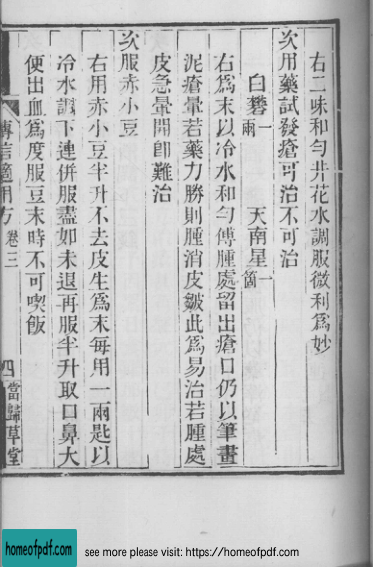 右二味和勻井花水調服微利爲妙
次用藥試發瘡可治不可治
白礬一兩 天南星一箇
右爲末以冷水和勻傅腫處留出瘡口仍以筆畫
泥瘡暈若藥力勝則腫消皮皺此爲易治若腫處
皮急暈開卽難治
次服赤小豆
右用赤小豆半升不去皮生爲末每用一兩匙以
冷水調下連併服盡如未退再服半升取口鼻大
便出血爲度服豆末時不可喫飯
傳信適用方 卷三 四 當歸草堂
homeofpdf.com
see more please visit: https://homeofpdf.com